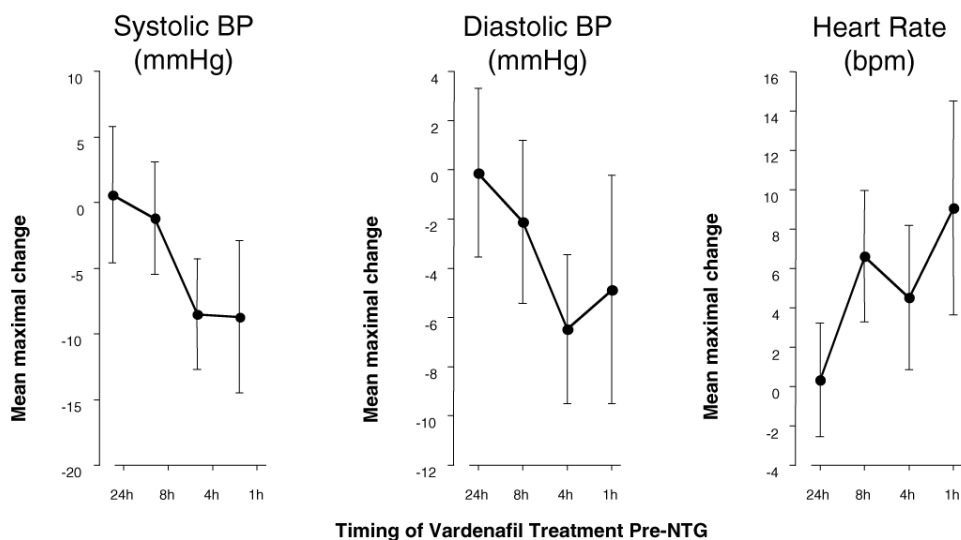 Systolic BP
(mmHg)
Mean maximal change
10
5
0
-5
-10
-15
-20
24h 8h 4h 1h
Diastolic BP
(mmHg)
Mean maximal change
4
2
0
-2
-4
-6
-8
-10
-12
24h 8h 4h 1h
Heart Rate
(bpm)
Mean maximal change
16
14
12
10
8
6
4
2
0
-2
-4
24h 8h 4h 1h
Timing of Vardenafil Treatment Pre-NTG